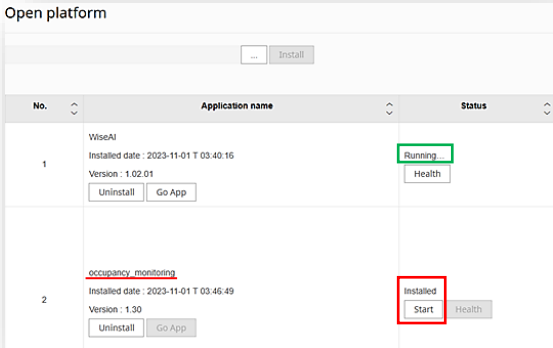 Open platform
... Install
No. Application name Status
WiseAI
Installed date : 2023-11-01 T 03:40:16
Running...
1
Version : 1.02.01
Health
Uninstall Go App
occupancy_monitoring
Installed date : 2023-11-01 T 03:46:49
Installed
2
Version : 1.30
Start Health
Uninstall Go App